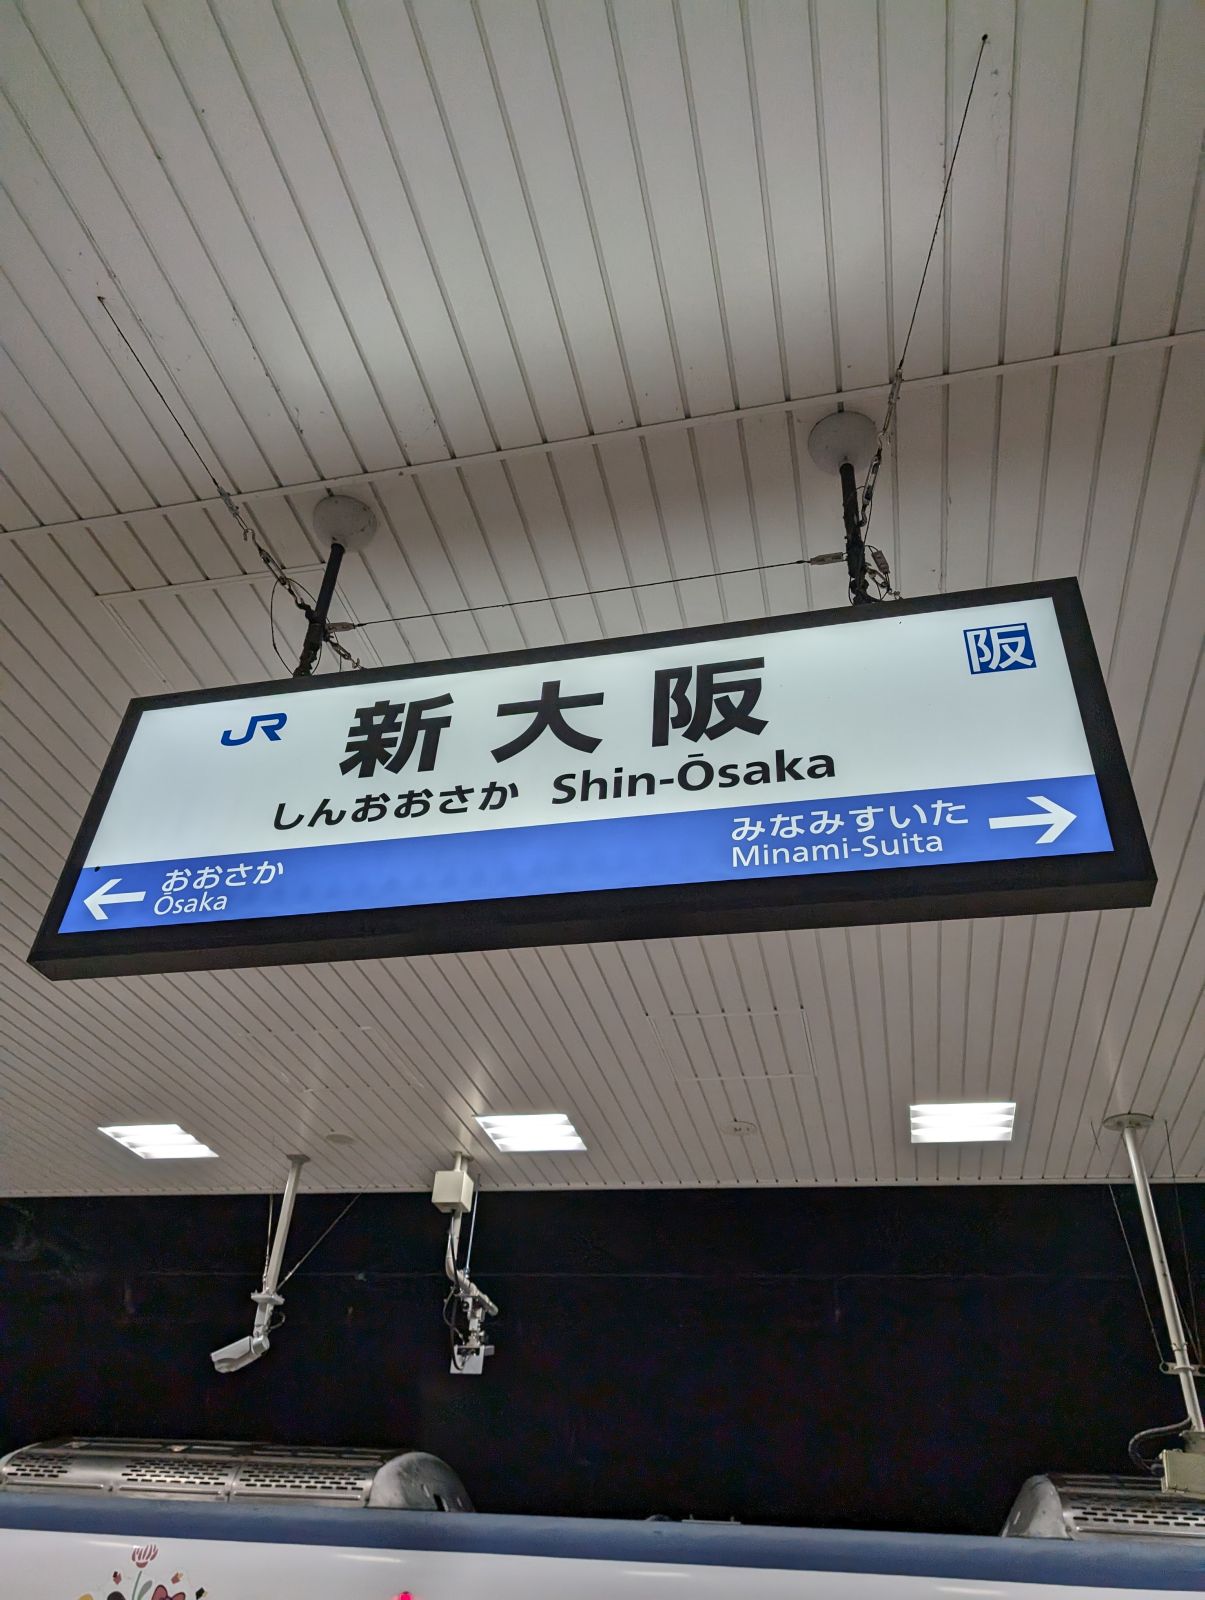 阪
JR 新大阪
しんおおさか Shin-Ōsaka
← おおさか
Ōsaka
みなみすいた →
Minami-Suita